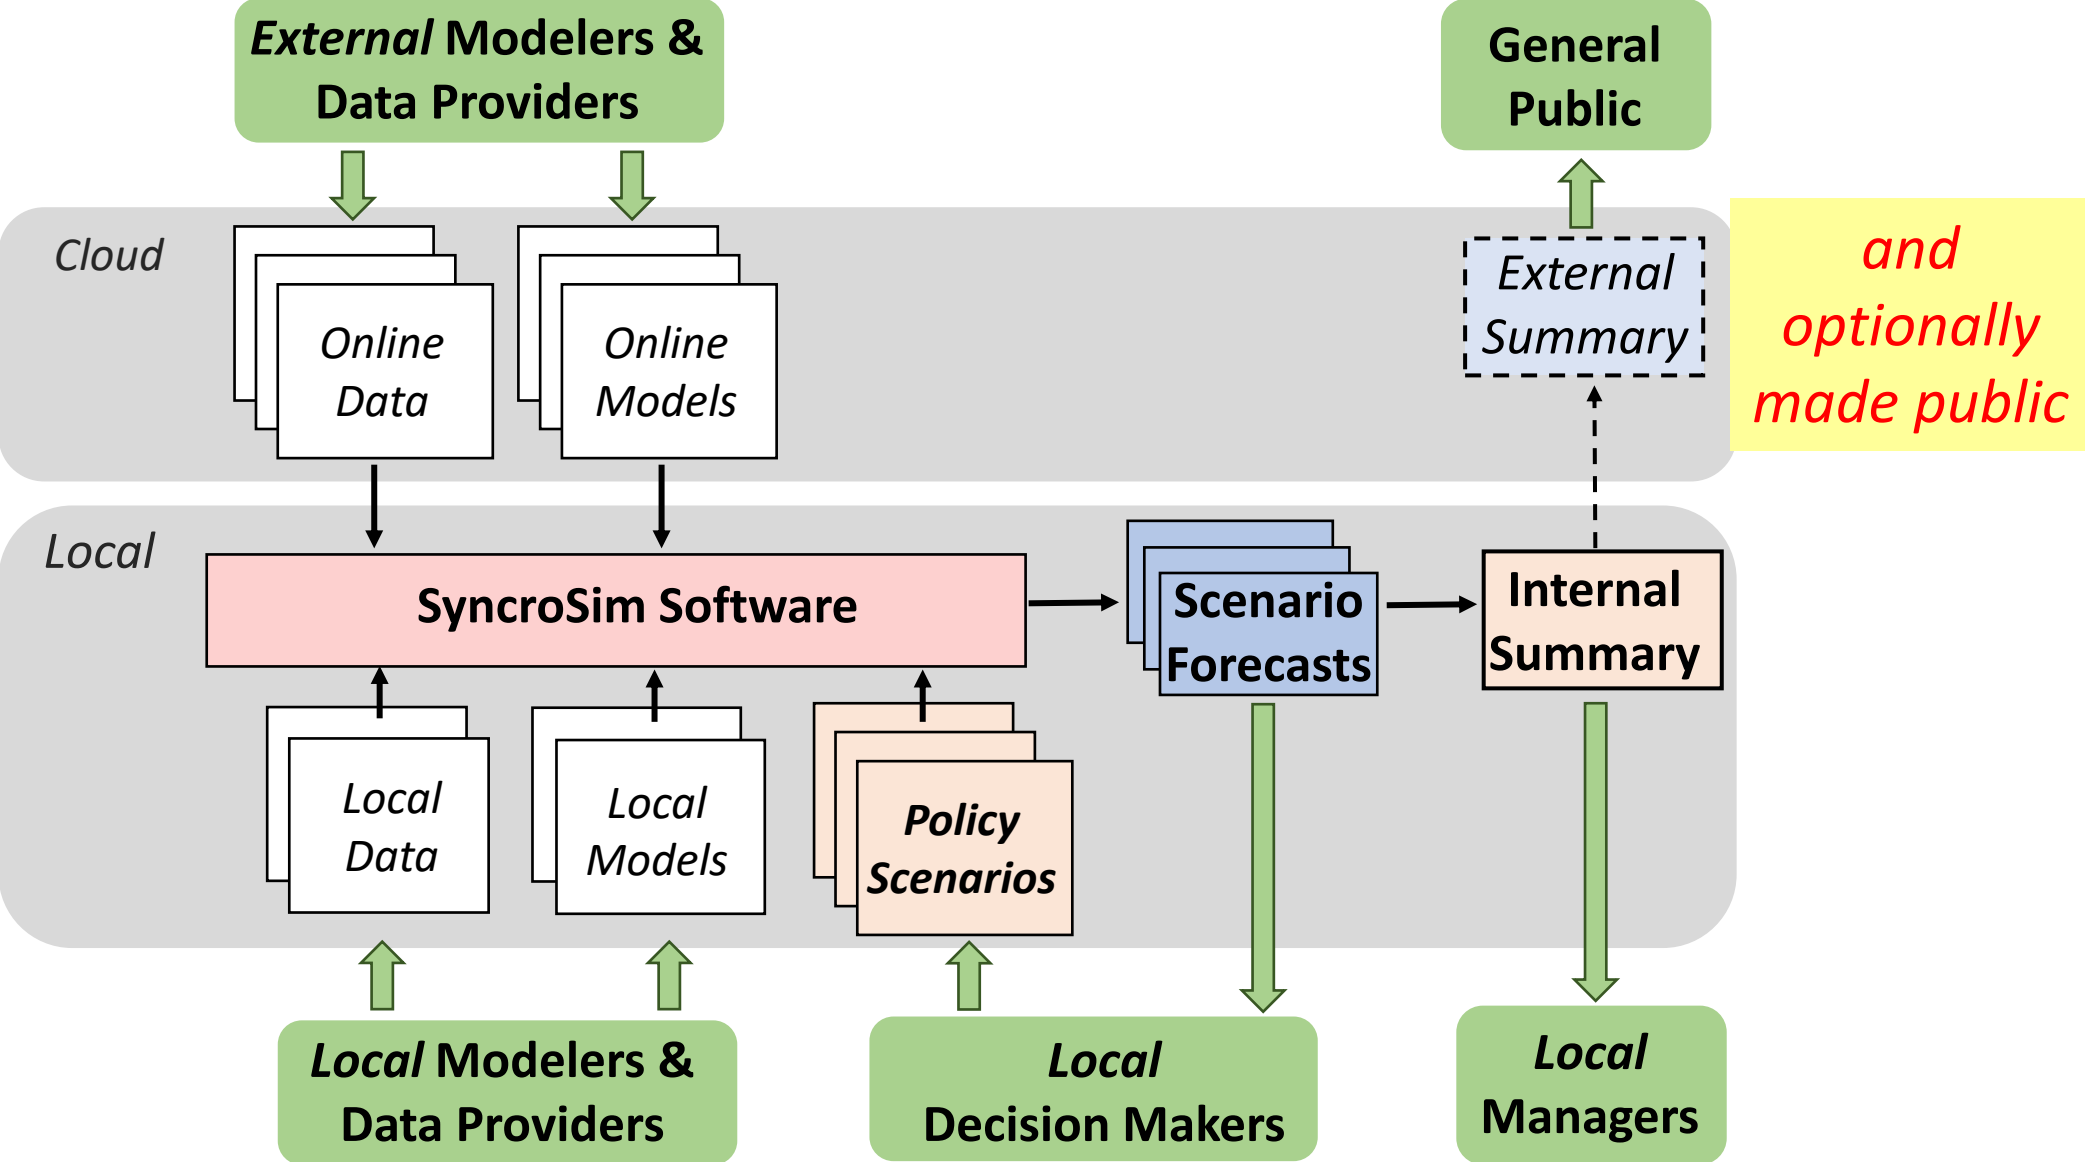 External Modelers &
Data Providers
General
Public
Cloud
Online
Data
Online
Models
External
Summary
and
optionally
made public
Local
SyncroSim Software
Scenario
Forecasts
Internal
Summary
Local
Data
Local
Models
Policy
Scenarios
Local Modelers &
Data Providers
Local
Decision Makers
Local
Managers